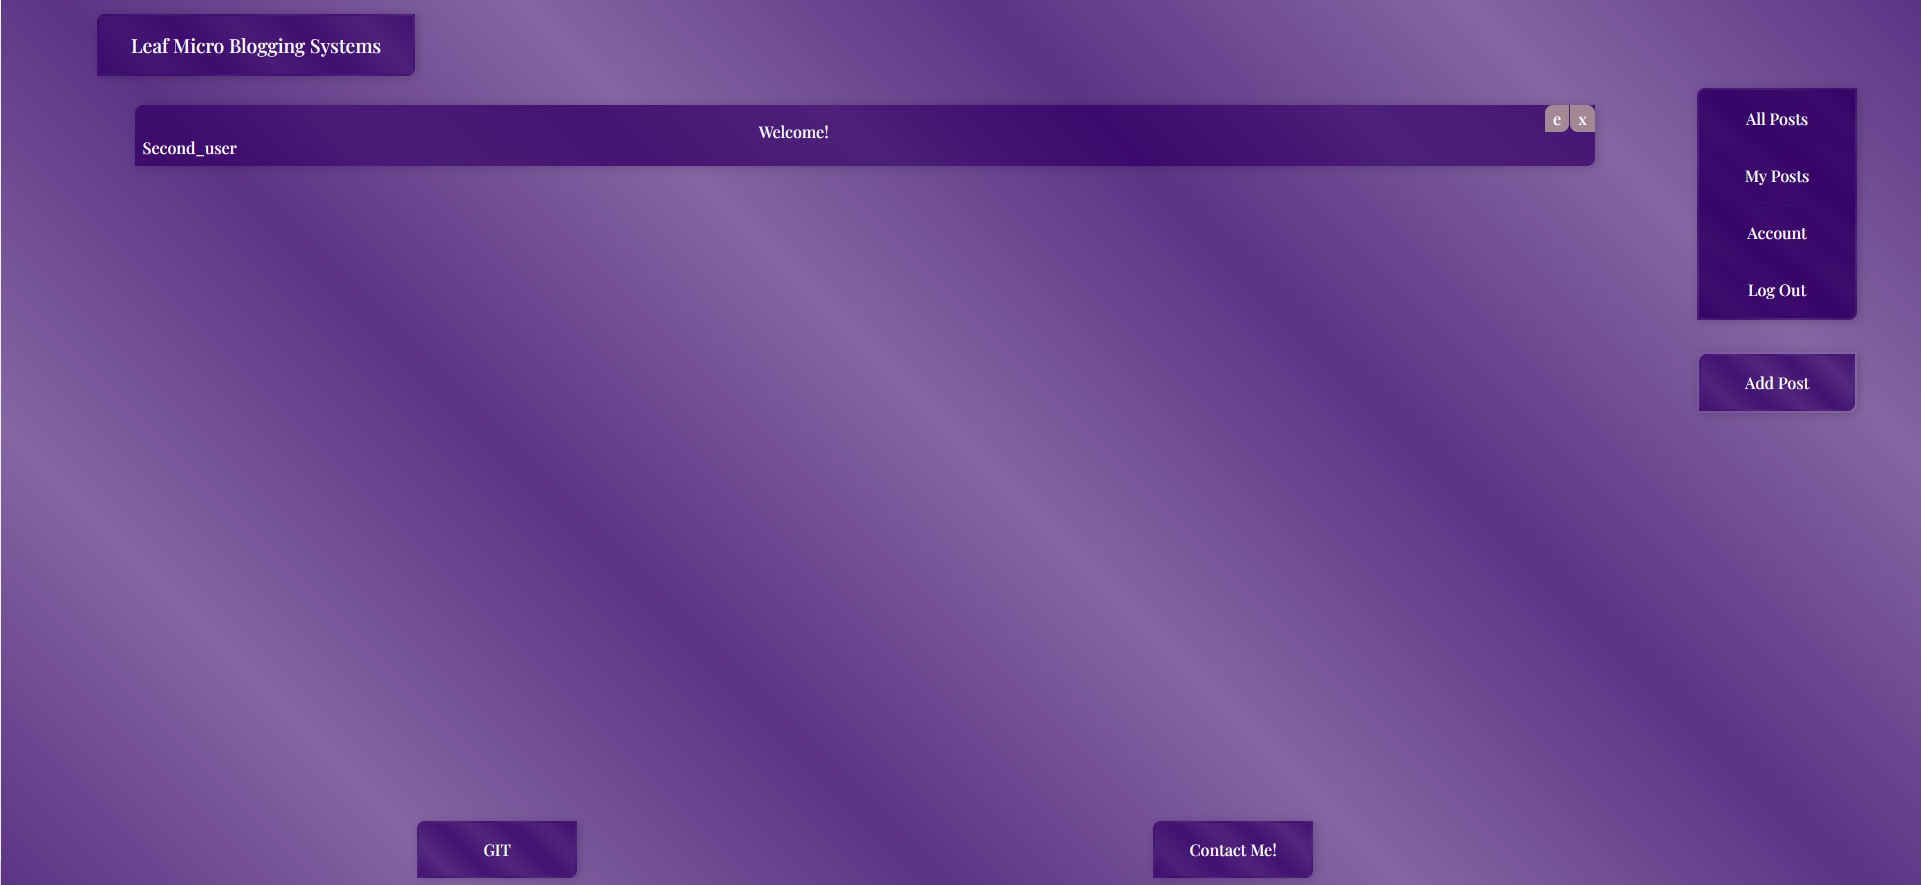 Leaf Micro Blogging Systems
Welcome!
e x
Second_user
All Posts
My Posts
Account
Log Out
Add Post
GIT
Contact Me!